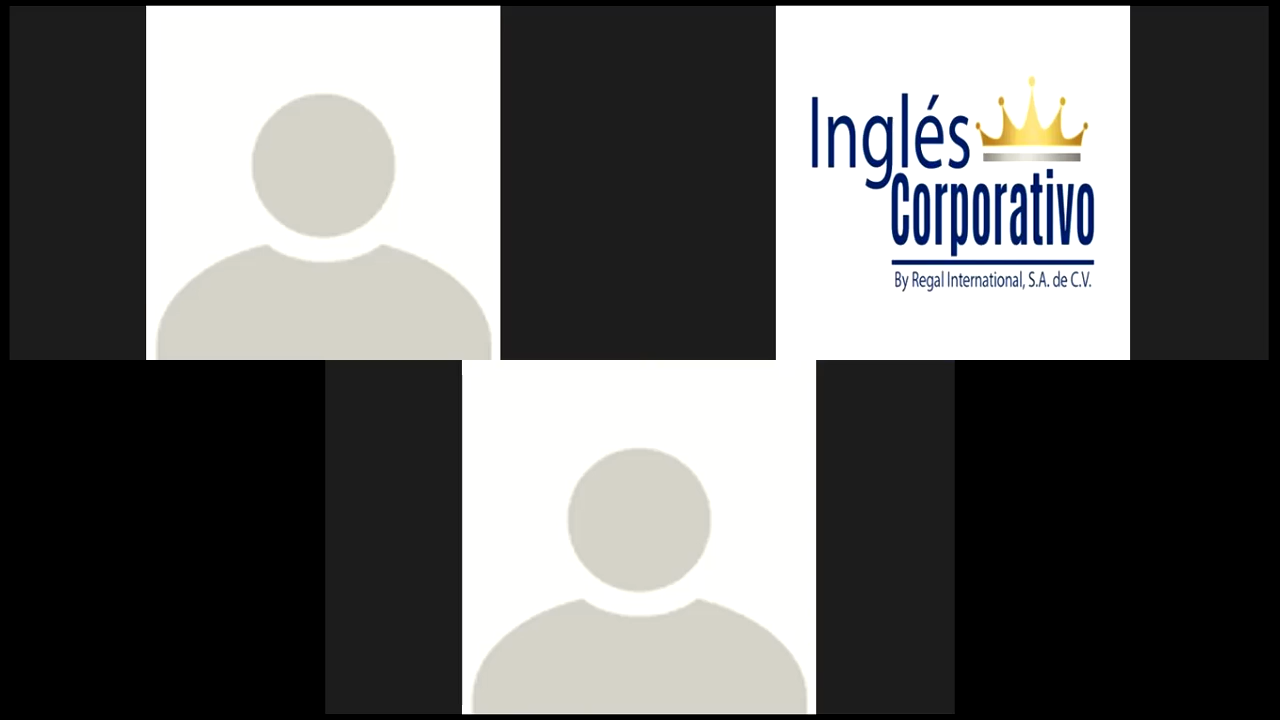 Inglés
Corporativo
By Regal International, S.A. de C.V.